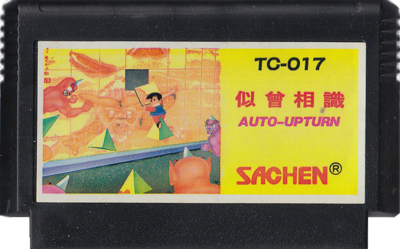 TC-017
似曾相識
AUTO-UPTURN
SACHEN®